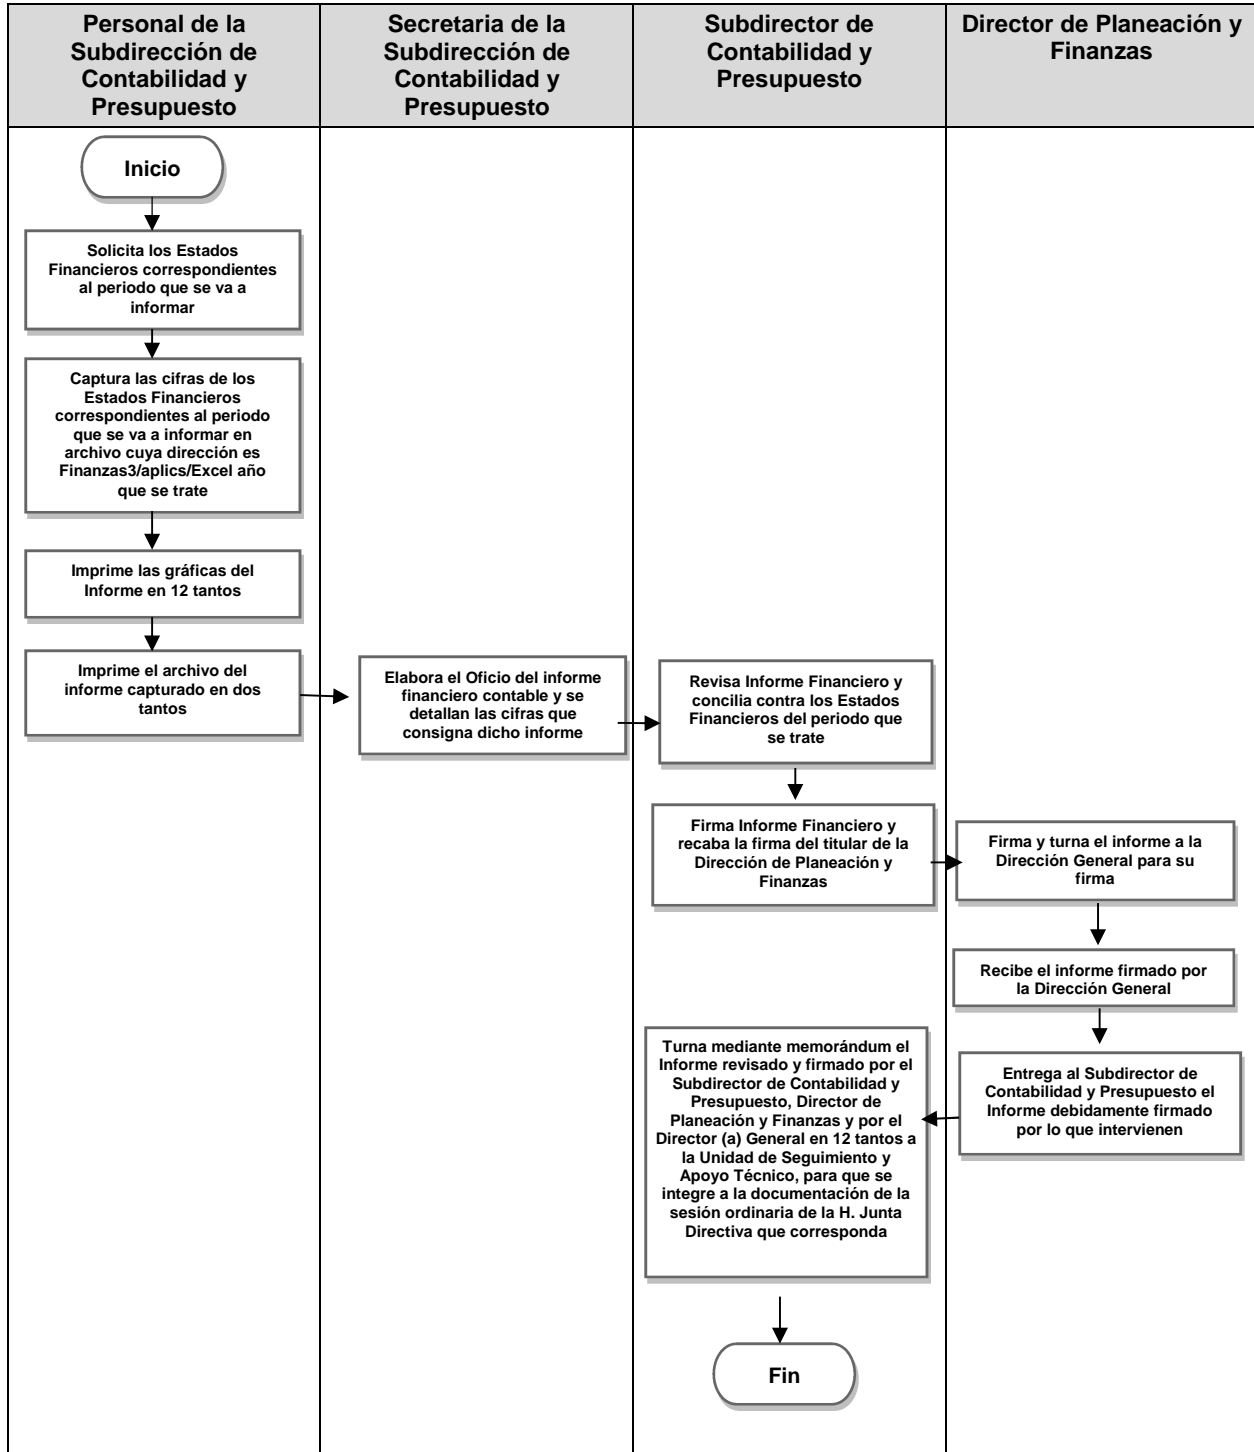 Personal de la
Subdirección de
Contabilidad y
Presupuesto
Secretaria de la
Subdirección de
Contabilidad y
Presupuesto
Subdirector de
Contabilidad y
Presupuesto
Director de Planeación y
Finanzas
Inicio
Solicita los Estados
Financieros correspondientes
al periodo que se va a
informar
Captura las cifras de los
Estados Financieros
correspondientes al periodo
que se va a informar en
archivo cuya dirección es
Finanzas3/aplics/Excel año
que se trate
Imprime las gráficas del
Informe en 12 tantos
Imprime el archivo del
informe capturado en dos
tantos
Elabora el Oficio del informe
financiero contable y se
detallan las cifras que
consigna dicho informe
Revisa Informe Financiero y
concilia contra los Estados
Financieros del periodo que
se trate
Firma Informe Financiero y
recaba la firma del titular de la
Dirección de Planeación y
Finanzas
Firma y turna el informe a la
Dirección General para su
firma
Recibe el informe firmado por
la Dirección General
Entrega al Subdirector de
Contabilidad y Presupuesto el
Informe debidamente firmado
por lo que intervienen
Turna mediante memorándum el
Informe revisado y firmado por el
Subdirector de Contabilidad y
Presupuesto, Director de
Planeación y Finanzas y por el
Director (a) General en 12 tantos a
la Unidad de Seguimiento y
Apoyo Técnico, para que se
integre a la documentación de la
sesión ordinaria de la H. Junta
Directiva que corresponda
Fin